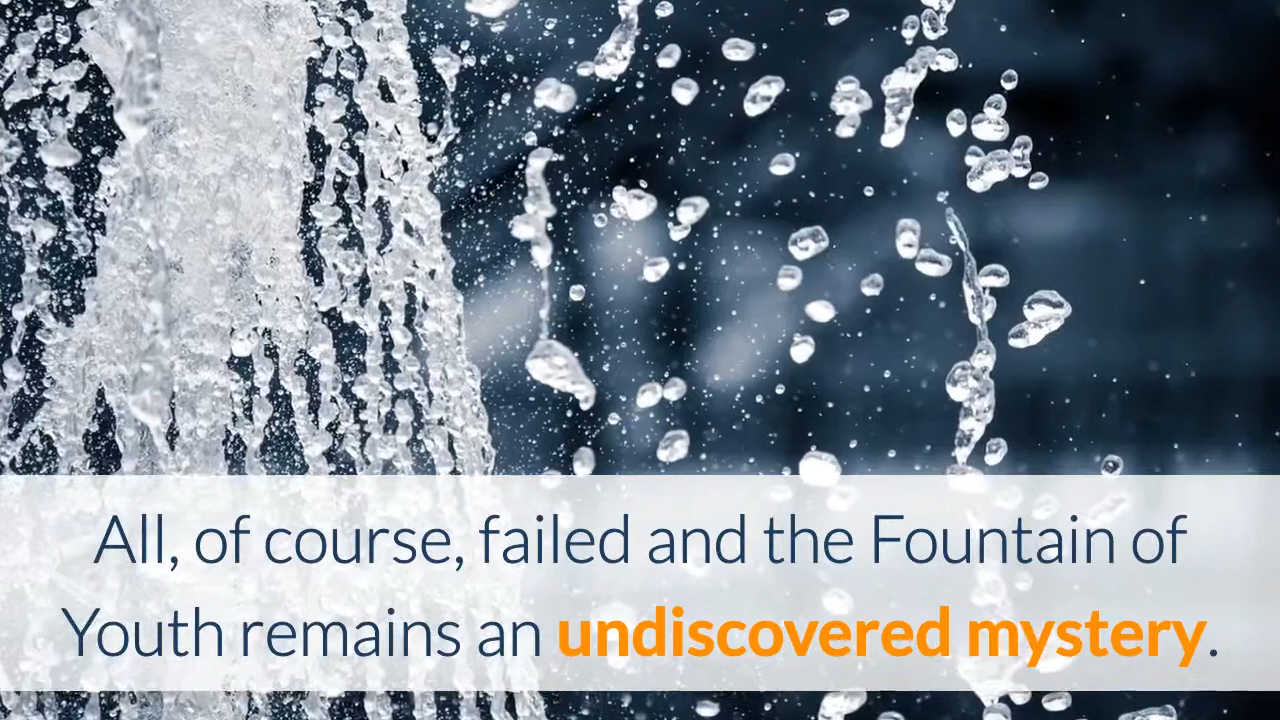 All, of course, failed and the Fountain of
Youth remains an undiscovered mystery.